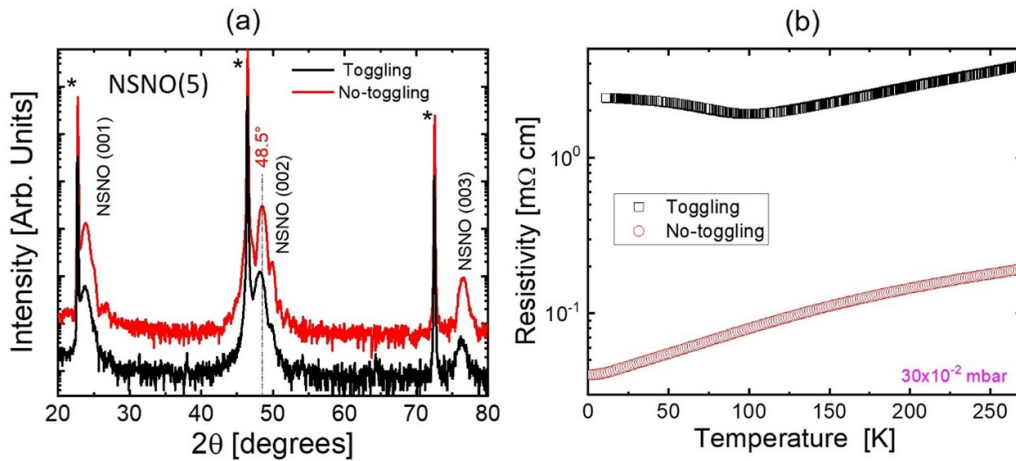 (a)
NSNO(5)
Toggling
No-toggling
*
*
*
NSNO (001)
48.5°
NSNO (002)
NSNO (003)
Intensity [Arb. Units]
20 30 40 50 60 70 80
2θ [degrees]
(b)
Resistivity [mΩ cm]
10⁰
10⁻¹
Toggling
No-toggling
30x10⁻² mbar
0 50 100 150 200 250
Temperature [K]